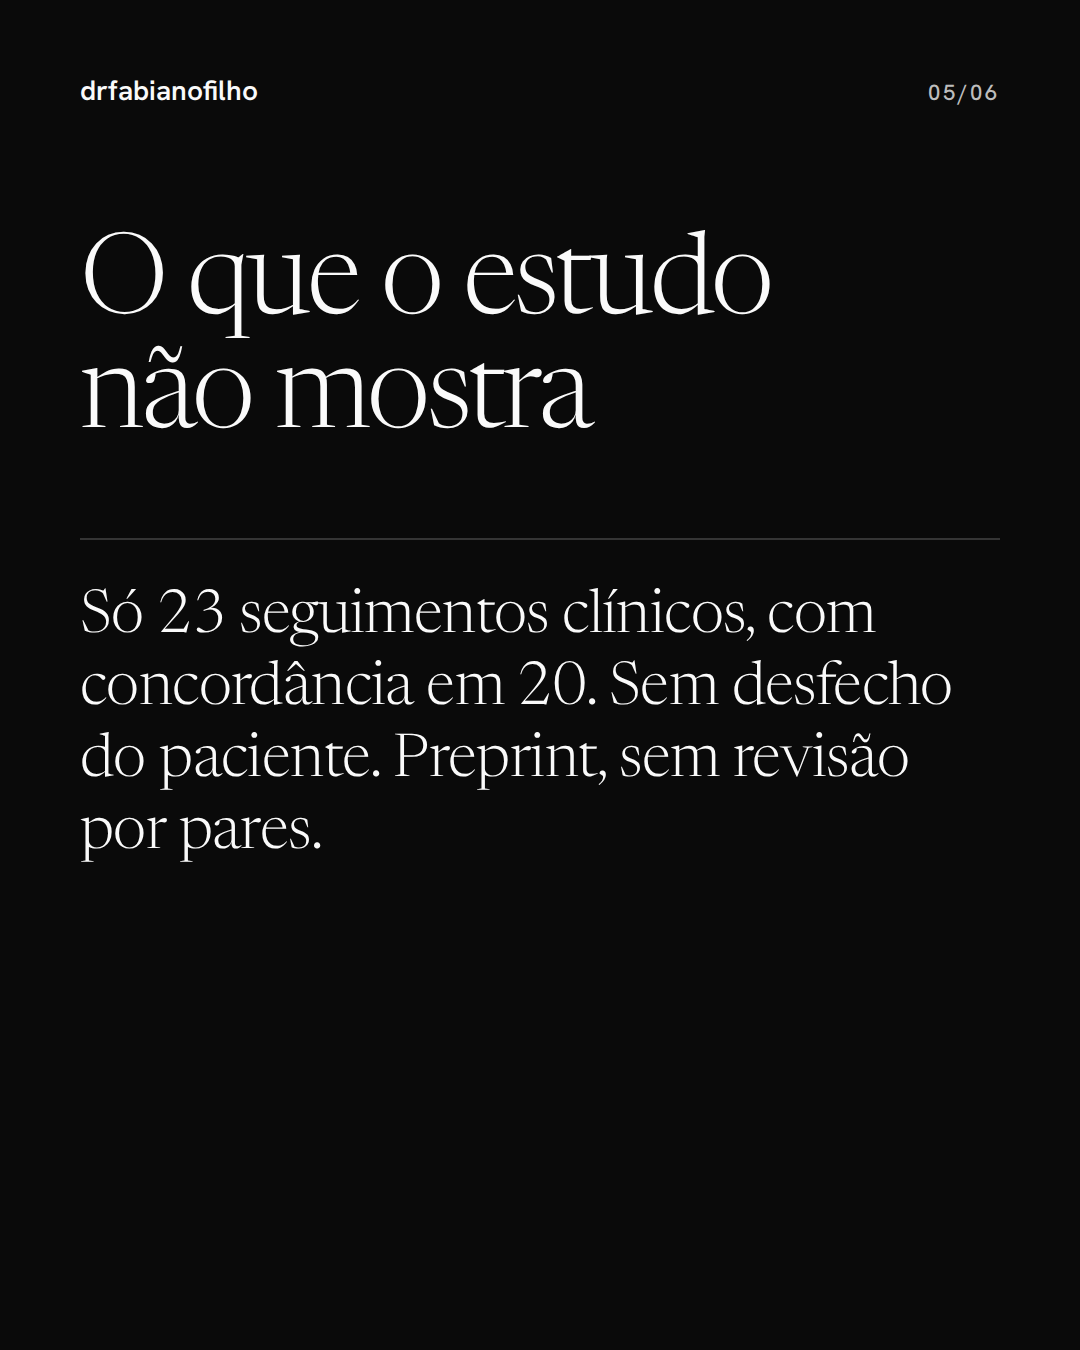 drfabianofilho
05/06
O que o estudo
não mostra
Só 23 seguimentos clínicos, com
concordância em 20. Sem desfecho
do paciente. Preprint, sem revisão
por pares.